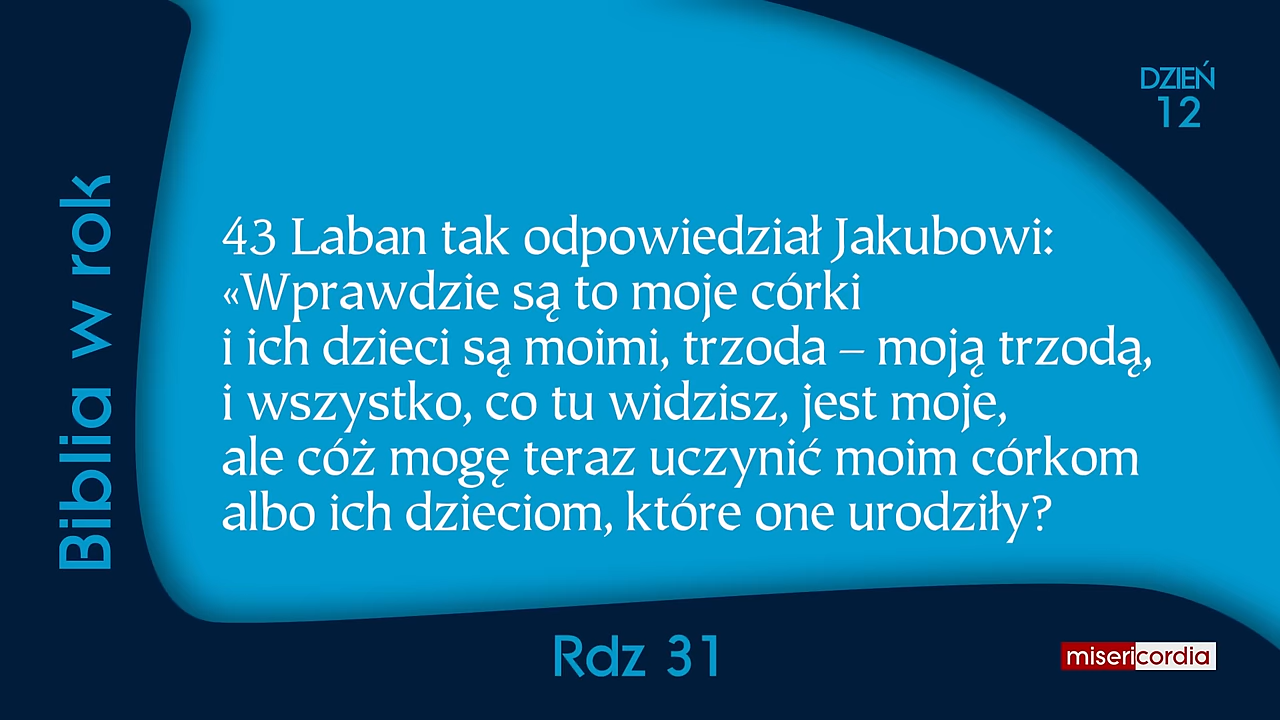 DZIEŃ
12
Biblia w rok
43 Laban tak odpowiedział Jakubowi:
«Wprawdzie są to moje córki
i ich dzieci są moimi, trzoda – moją trzodą,
i wszystko, co tu widzisz, jest moje,
ale cóż mogę teraz uczynić moim córkom
albo ich dzieciom, które one urodziły?
Rdz 31
misericordia